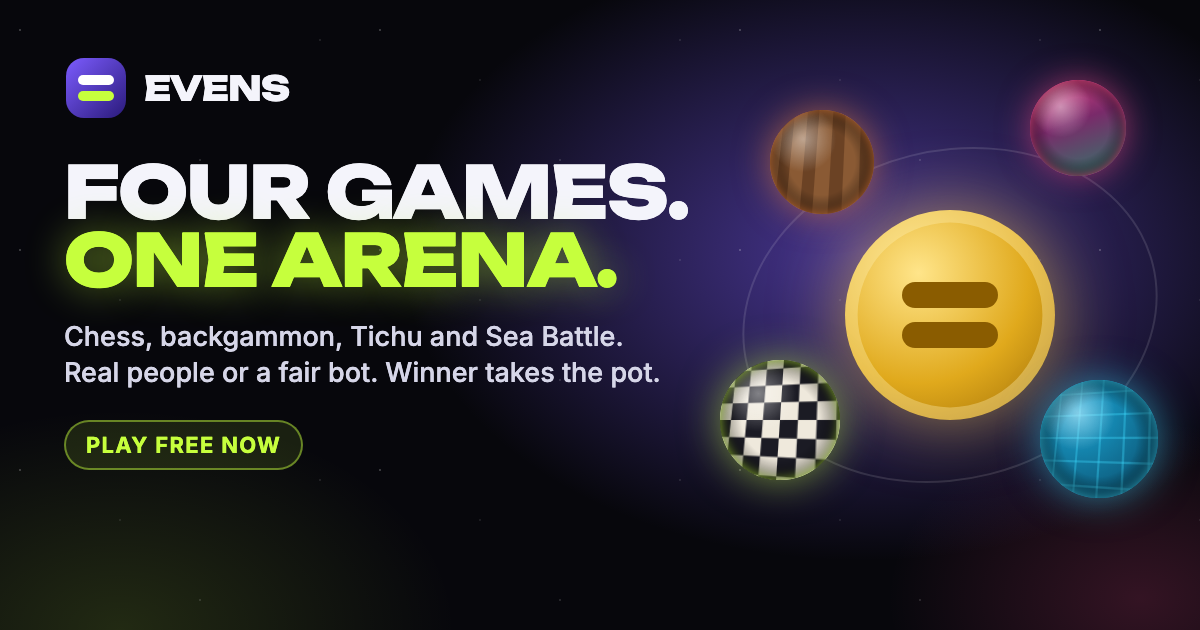 EVENS
FOUR GAMES.
ONE ARENA.
Chess, backgammon, Tichu and Sea Battle.
Real people or a fair bot. Winner takes the pot.
PLAY FREE NOW